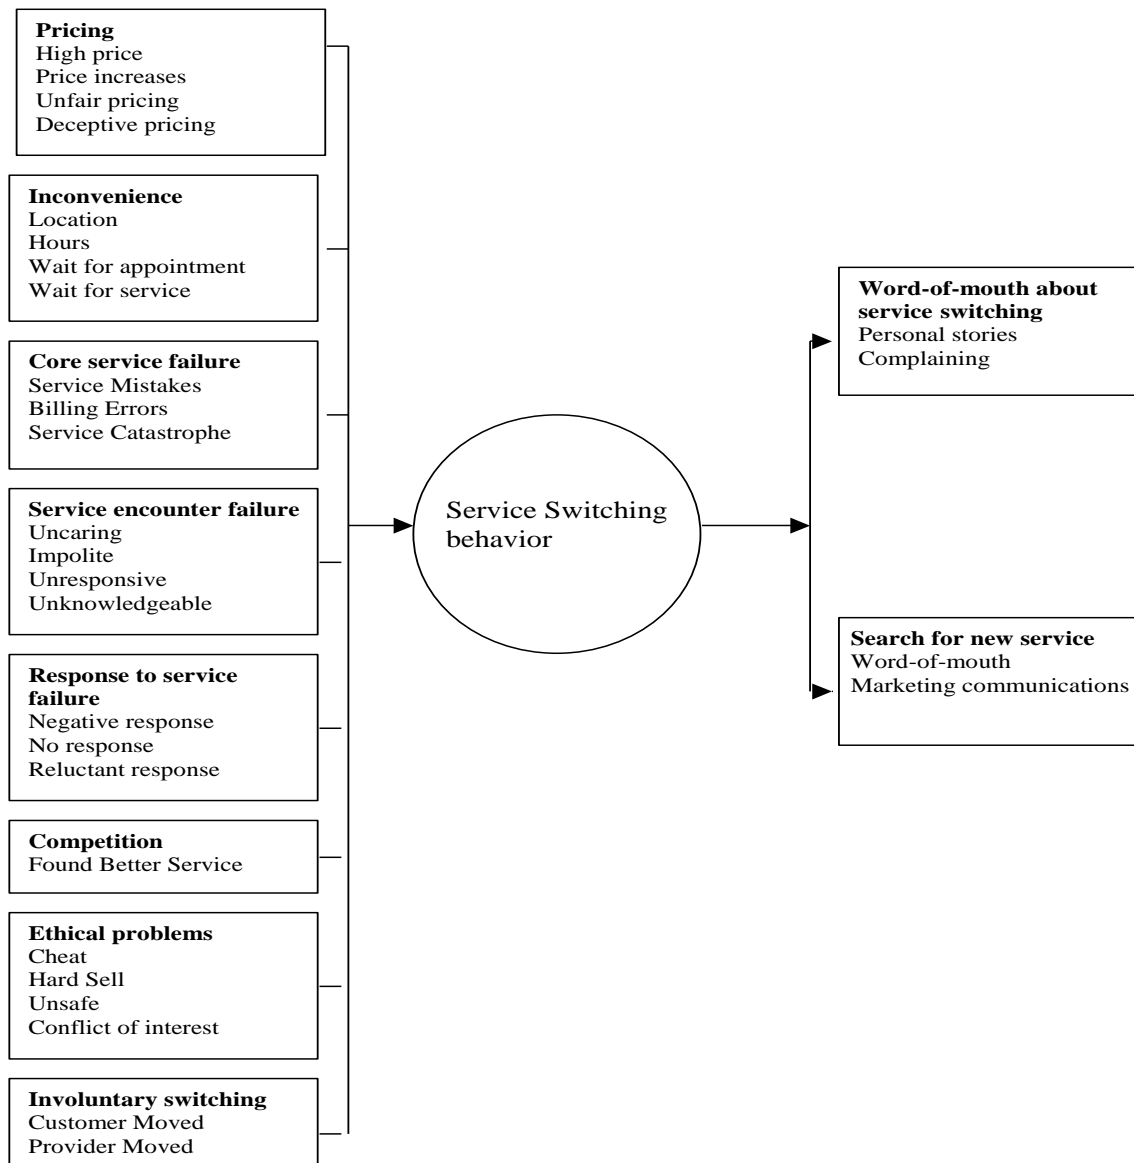 Pricing
High price
Price increases
Unfair pricing
Deceptive pricing
Inconvenience
Location
Hours
Wait for appointment
Wait for service
Core service failure
Service Mistakes
Billing Errors
Service Catastrophe
Service encounter failure
Uncaring
Impolite
Unresponsive
Unknowledgeable
Response to service
failure
Negative response
No response
Reluctant response
Competition
Found Better Service
Ethical problems
Cheat
Hard Sell
Unsafe
Conflict of interest
Involuntary switching
Customer Moved
Provider Moved
Service Switching
behavior
Word-of-mouth about
service switching
Personal stories
Complaining
Search for new service
Word-of-mouth
Marketing communications